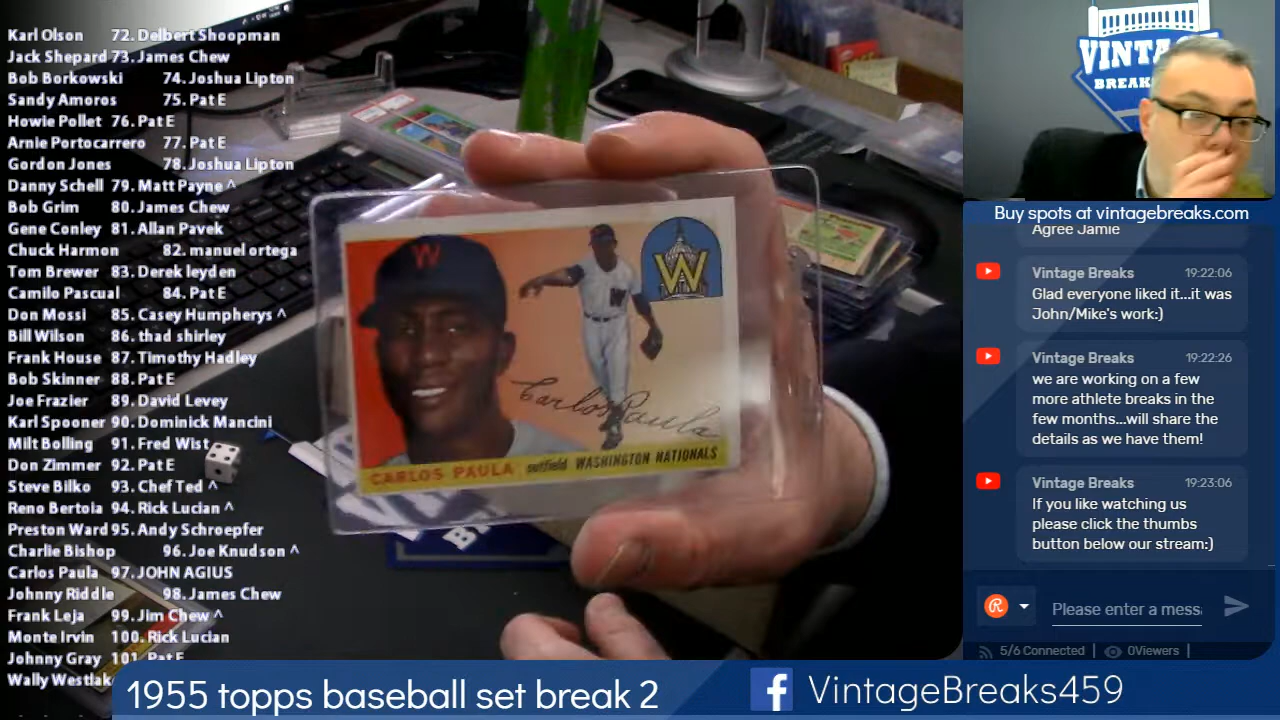 Karl Olson 72. Delbert Shoopman
Jack Shepard 73. James Chew
Bob Borkowski 74. Joshua Lipton
Sandy Amoros 75. Pat E
Howie Pollet 76. Pat E
Arnie Portocarrero 77. Pat E
Gordon Jones 78. Joshua Lipton
Danny Schell 79. Matt Payne ^
Bob Grim 80. James Chew
Gene Conley 81. Allan Pavek
Chuck Harmon 82. manuel ortega
Tom Brewer 83. Derek leyden
Camilo Pascual 84. Pat E
Don Mossi 85. Casey Humpherys ^
Bill Wilson 86. thad shirley
Frank House 87. Timothy Hadley
Bob Skinner 88. Pat E
Joe Frazier 89. David Levey
Karl Spooner 90. Dominick Mancini
Milt Bolling 91. Fred Wist
Don Zimmer 92. Pat E
Steve Bilko 93. Chef Ted ^
Reno Bertoia 94. Rick Lucian ^
Preston Ward 95. Andy Schroepfer
Charlie Bishop 96. Joe Knudson ^
Carlos Paula 97. JOHN AGIUS
Johnny Riddle 98. James Chew
Frank Leja 99. Jim Chew ^
Monte Irvin 100. Rick Lucian
Johnny Gray 101. Pat E
Wally Westlak
W
W
W
Carlos Paula
CARLOS PAULA outfield WASHINGTON NATIONALS
VINTAGE
BREAK
Buy spots at vintagebreaks.com
Agree Jamie
Vintage Breaks 19:22:06
Glad everyone liked it...it was
John/Mike's work:)
Vintage Breaks 19:22:26
we are working on a few
more athlete breaks in the
few months...will share the
details as we have them!
Vintage Breaks 19:23:06
If you like watching us
please click the thumbs
button below our stream:)
Please enter a mess
5/6 Connected | 0Viewers |
1955 topps baseball set break 2
f VintageBreaks459